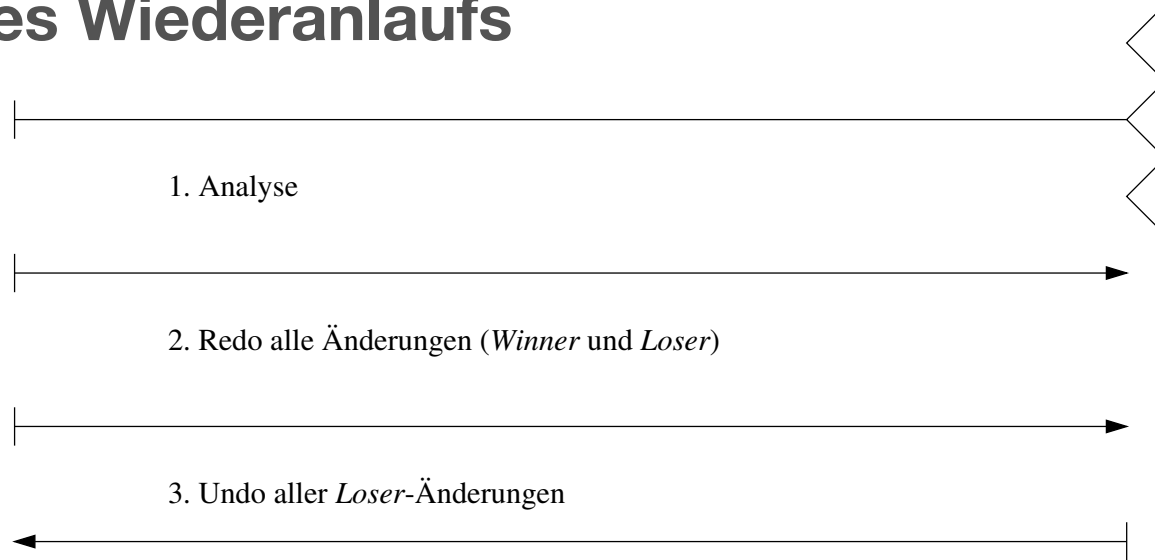 es Wiederanlaufs
1. Analyse
2. Redo alle Änderungen (Winner und Loser)
3. Undo aller Loser-Änderungen